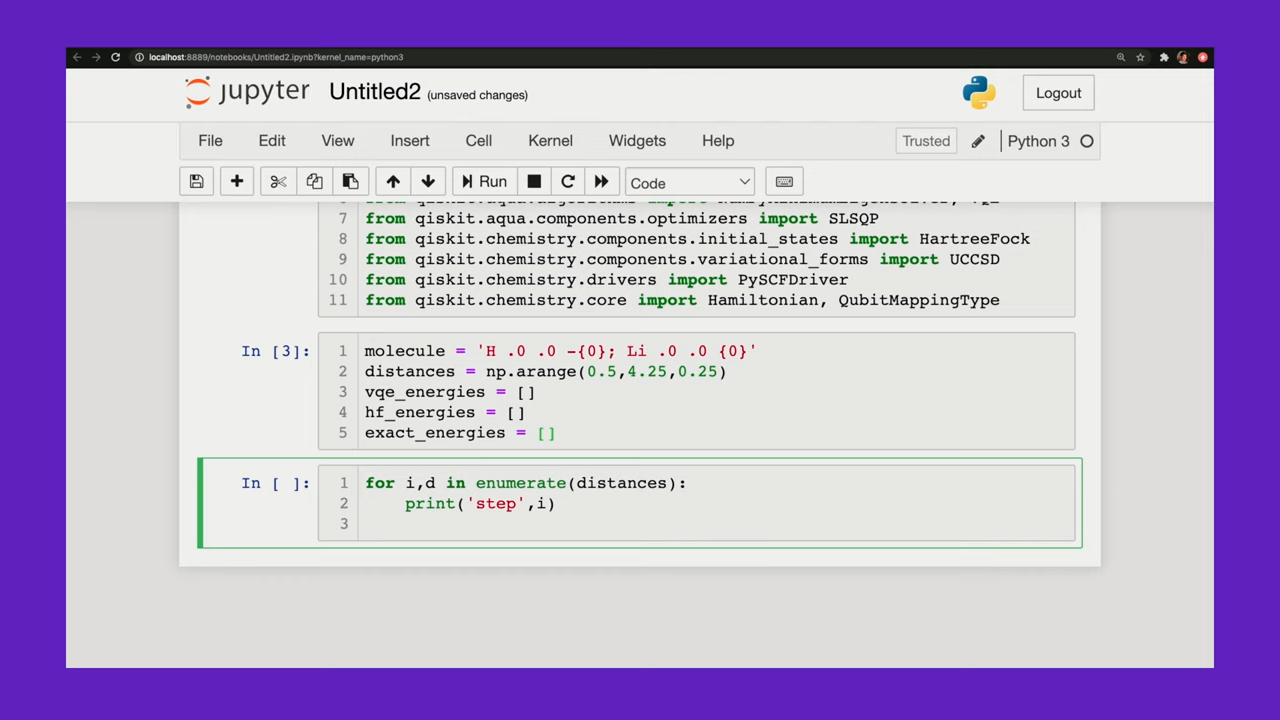 localhost:8889/notebooks/Untitled2.ipynb?kernel_name=python3
jupyter Untitled2 (unsaved changes) Logout
File Edit View Insert Cell Kernel Widgets Help Trusted Python 3
Run Code
7 from qiskit.aqua.components.optimizers import SLSQP
8 from qiskit.chemistry.components.initial_states import HartreeFock
9 from qiskit.chemistry.components.variational_forms import UCCSD
10 from qiskit.chemistry.drivers import PySCFDriver
11 from qiskit.chemistry.core import Hamiltonian, QubitMappingType
In [3]: 1 molecule = 'H .0 .0 -{0}; Li .0 .0 {0}'
2 distances = np.arange(0.5,4.25,0.25)
3 vqe_energies = []
4 hf_energies = []
5 exact_energies = []
In [ ]: 1 for i,d in enumerate(distances):
2 print('step',i)
3